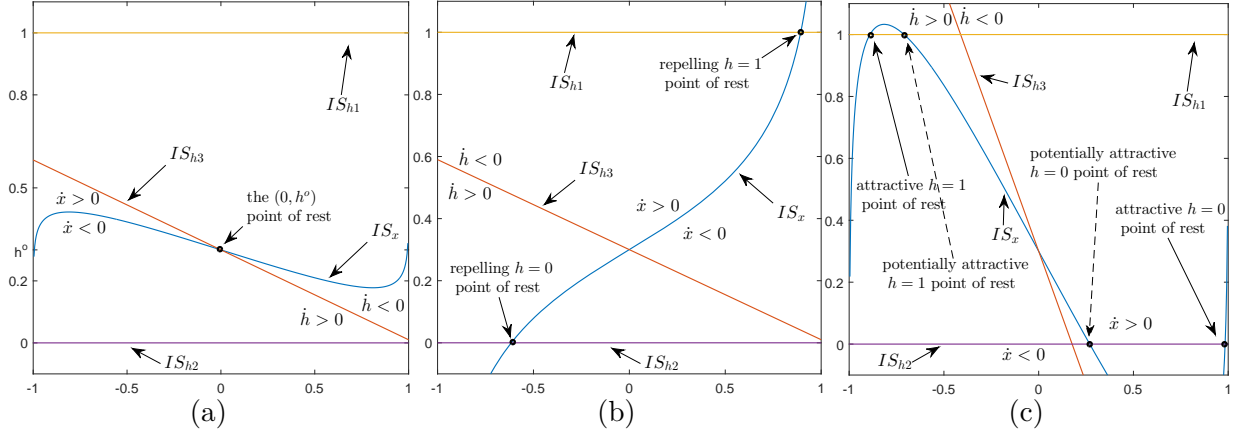 1
0.8
0.5
hᵒ
0.2
0
-1
-0.5
0
0.5
1
IS_{h1}
IS_{h3}
the (0, hᵒ)
point of rest
ẋ > 0
ẋ < 0
IS_x
ḣ < 0
ḣ > 0
IS_{h2}
(a)
1
0.8
0.6
0.4
0.2
0
-1
-0.5
0
0.5
1
repelling h = 1
point of rest
IS_{h1}
ḣ < 0
ḣ > 0
IS_{h3}
ẋ > 0
ẋ < 0
IS_x
repelling h = 0
point of rest
IS_{h2}
(b)
1
0.8
0.6
0.4
0.2
0
-1
-0.5
0
0.5
1
ḣ > 0
ḣ < 0
IS_{h3}
IS_{h1}
potentially attractive
h = 0 point of rest
attractive h = 1
point of rest
attractive h = 0
point of rest
IS_x
potentially attractive
h = 1 point of rest
ẋ > 0
IS_{h2}
ẋ < 0
(c)